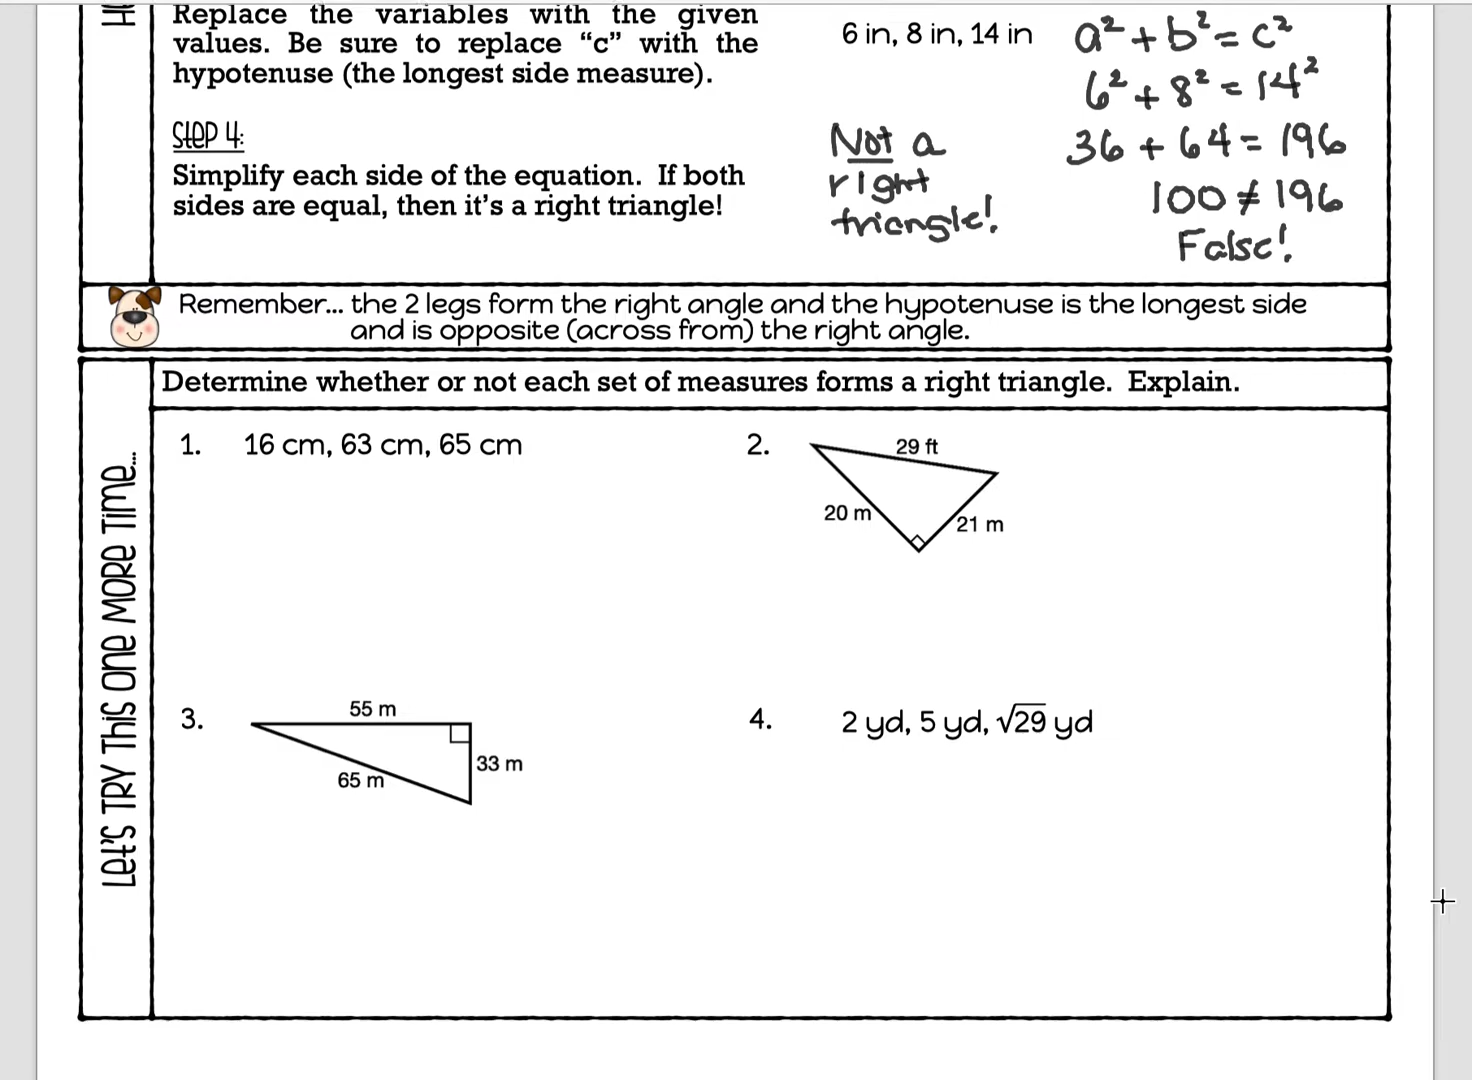 Replace the variables with the given
values. Be sure to replace “c” with the
hypotenuse (the longest side measure).
Step 4:
Simplify each side of the equation. If both
sides are equal, then it’s a right triangle!
6 in, 8 in, 14 in
a² + b² = c²
6² + 8² = 14²
36 + 64 = 196
100 ≠ 196
False!
Not a
right
triangle!
Remember... the 2 legs form the right angle and the hypotenuse is the longest side
and is opposite (across from) the right angle.
Let's Try This One More Time...
Determine whether or not each set of measures forms a right triangle. Explain.
1. 16 cm, 63 cm, 65 cm
2.
29 ft
20 m
21 m
3.
55 m
33 m
65 m
4. 2 yd, 5 yd, √29 yd